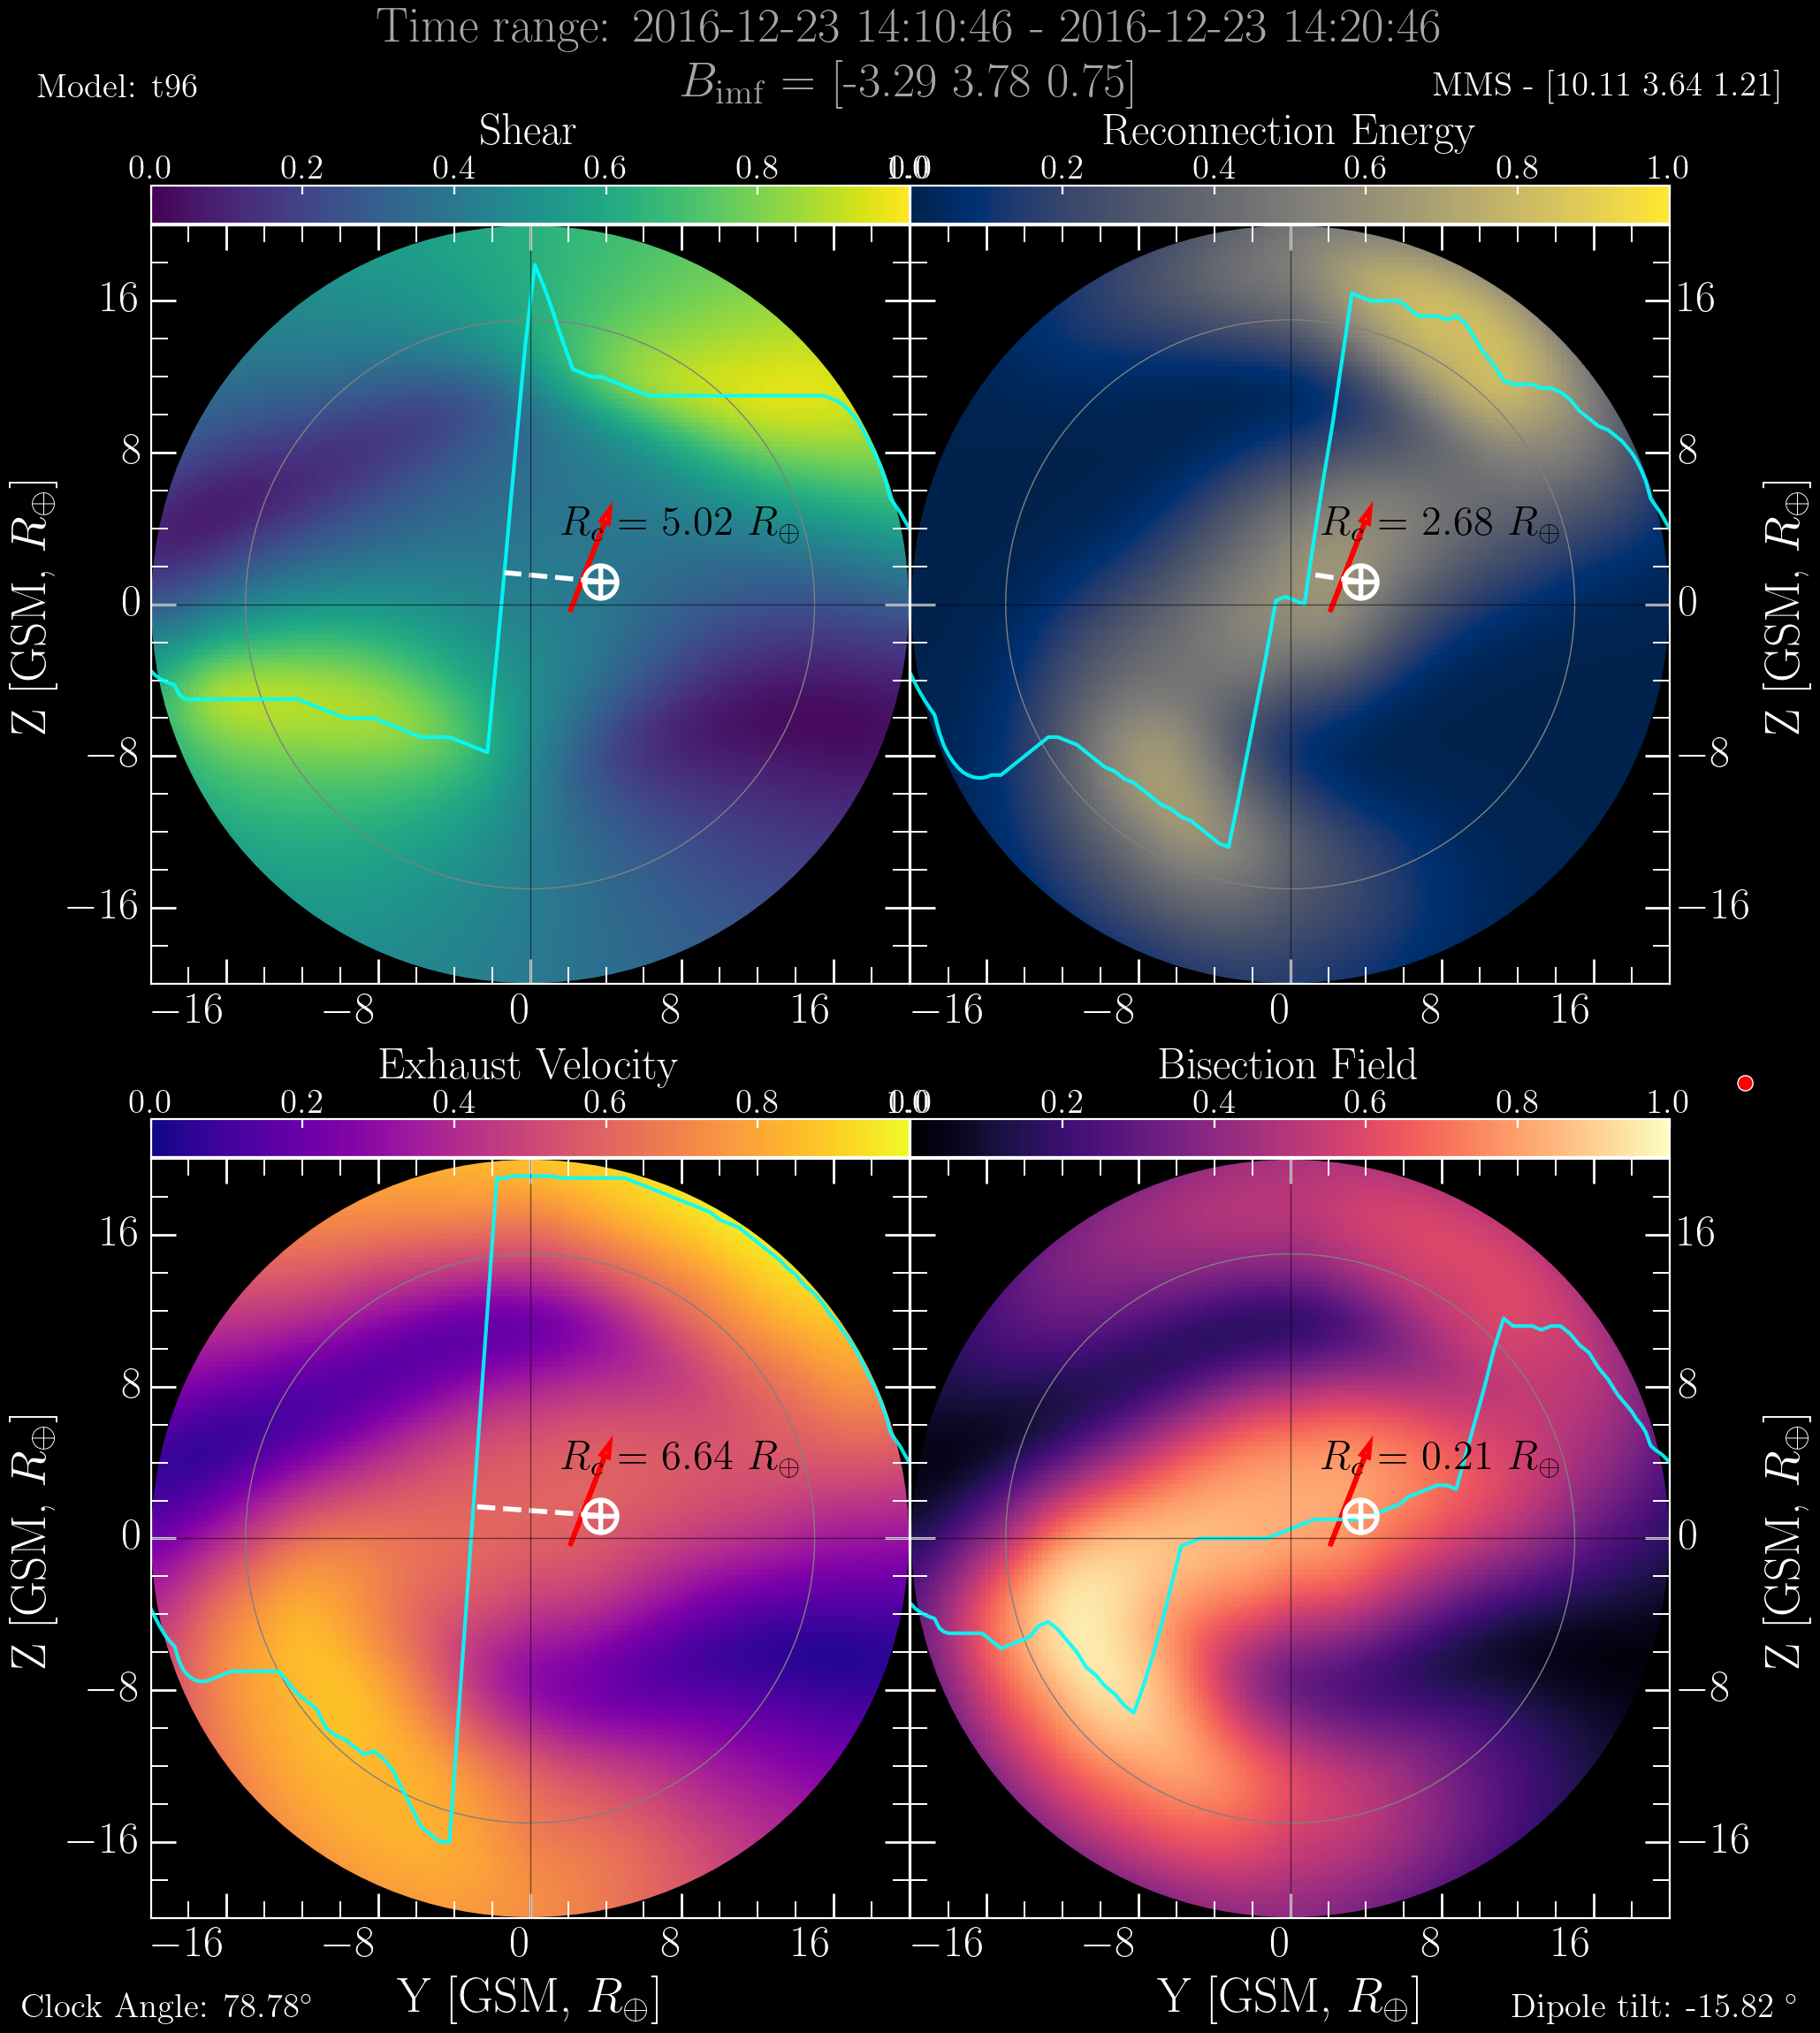 Time range: 2016-12-23 14:10:46 - 2016-12-23 14:20:46
Model: t96
B_imf = [-3.29 3.78 0.75]
MMS - [10.11 3.64 1.21]
Shear
Reconnection Energy
0.0 0.2 0.4 0.6 0.8 1.0
0.0 0.2 0.4 0.6 0.8 1.0
16
8
0
−8
−16
Z [GSM, R⊕]
R_c = 5.02 R⊕
R_c = 2.68 R⊕
16
8
0
−8
−16
Z [GSM, R⊕]
−16 −8 0 8 16
−16 −8 0 8 16
Exhaust Velocity
Bisection Field
0.0 0.2 0.4 0.6 0.8 1.0
0.0 0.2 0.4 0.6 0.8 1.0
16
8
0
−8
−16
Z [GSM, R⊕]
R_c = 6.64 R⊕
R_c = 0.21 R⊕
16
8
0
−8
−16
Z [GSM, R⊕]
−16 −8 0 8 16
−16 −8 0 8 16
Y [GSM, R⊕]
Y [GSM, R⊕]
Clock Angle: 78.78°
Dipole tilt: -15.82 °